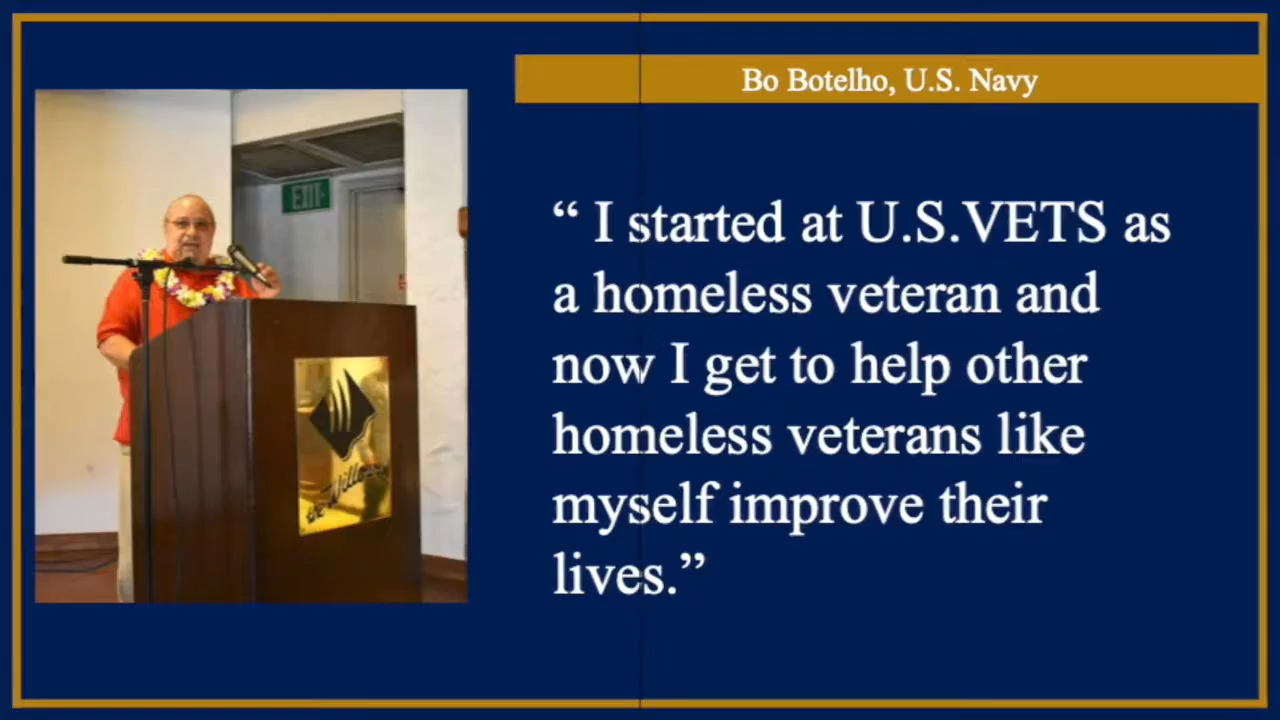 Bo Botelho, U.S. Navy
EXIT
“ I started at U.S.VETS as
a homeless veteran and
now I get to help other
homeless veterans like
myself improve their
lives.”